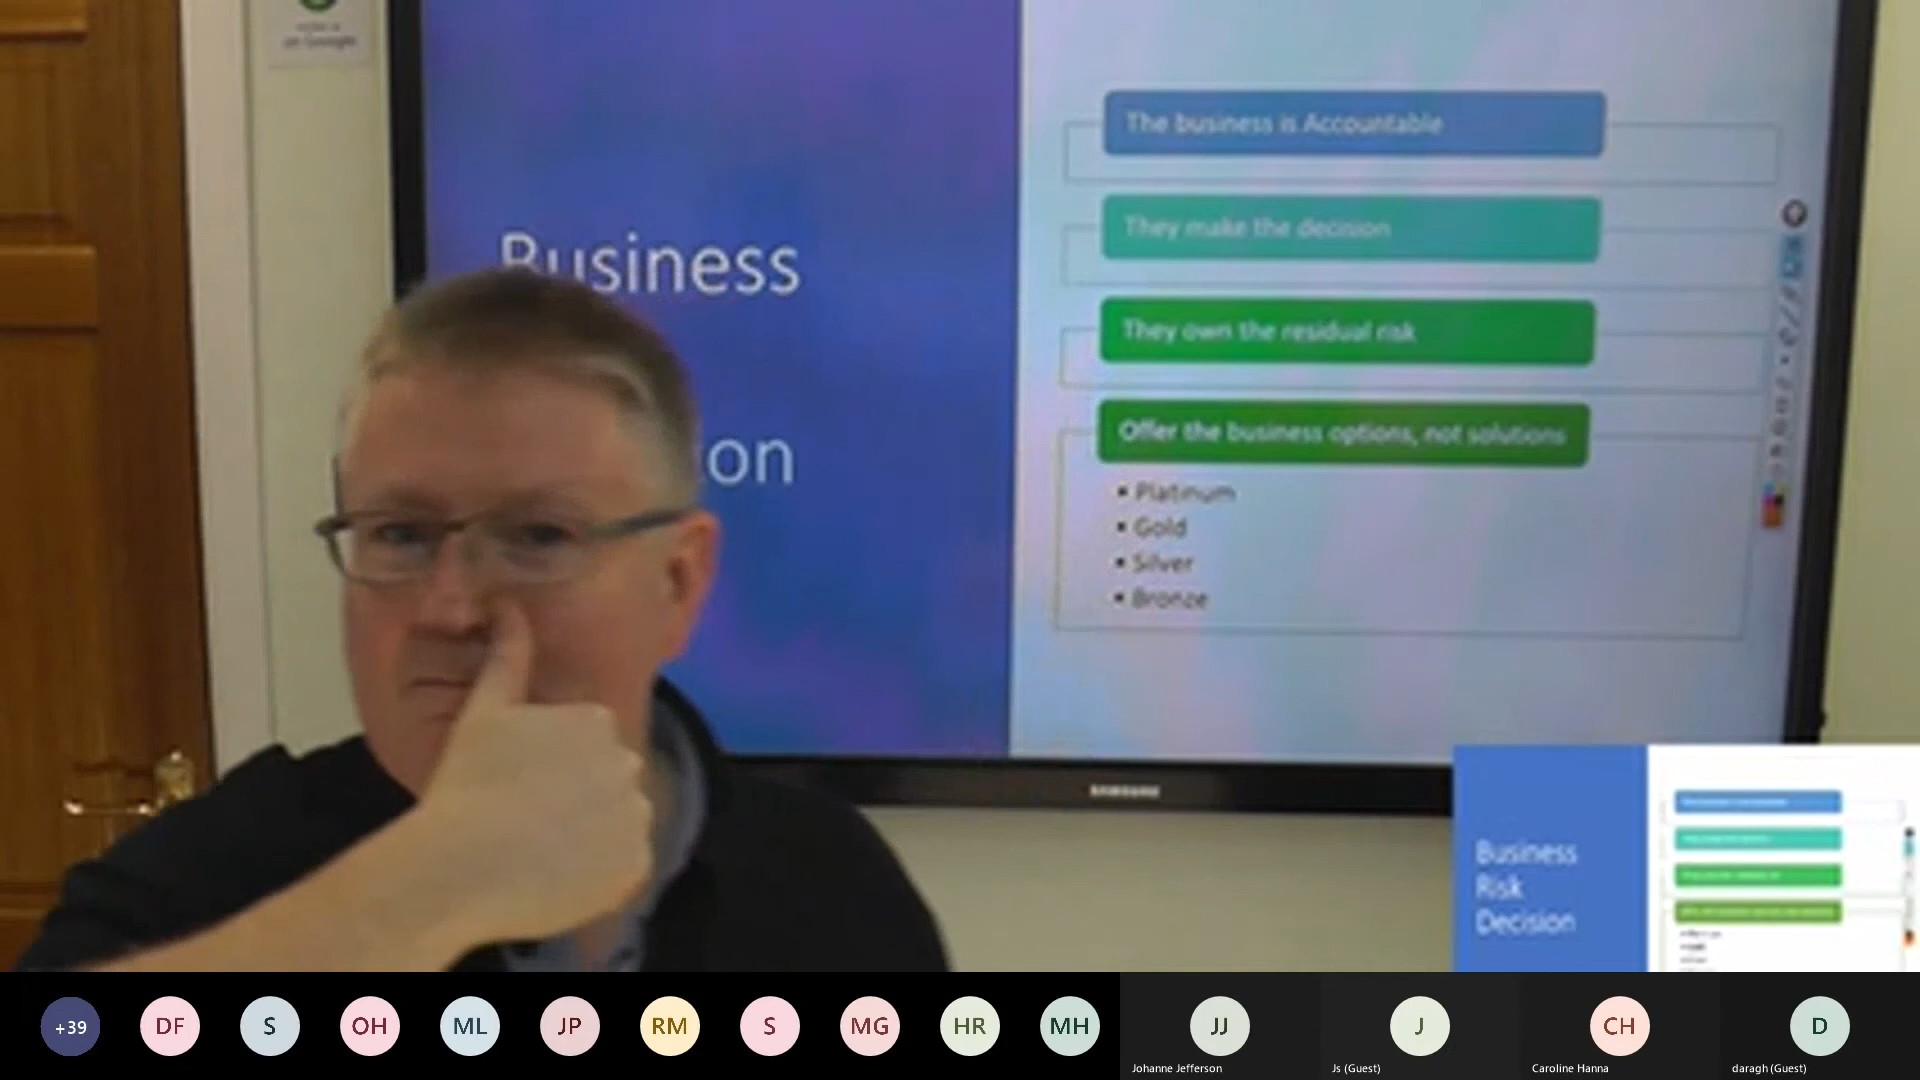 on Google
Business
on
The business is Accountable
They make the decision
They own the residual risk
Offer the business options, not solutions
▪ Platinum
▪ Gold
▪ Silver
▪ Bronze
SAMSUNG
Business
Risk
Decision
+39
DF
S
OH
ML
JP
RM
S
MG
HR
MH
JJ
J
CH
D
Johanne Jefferson
Js (Guest)
Caroline Hanna
daragh (Guest)